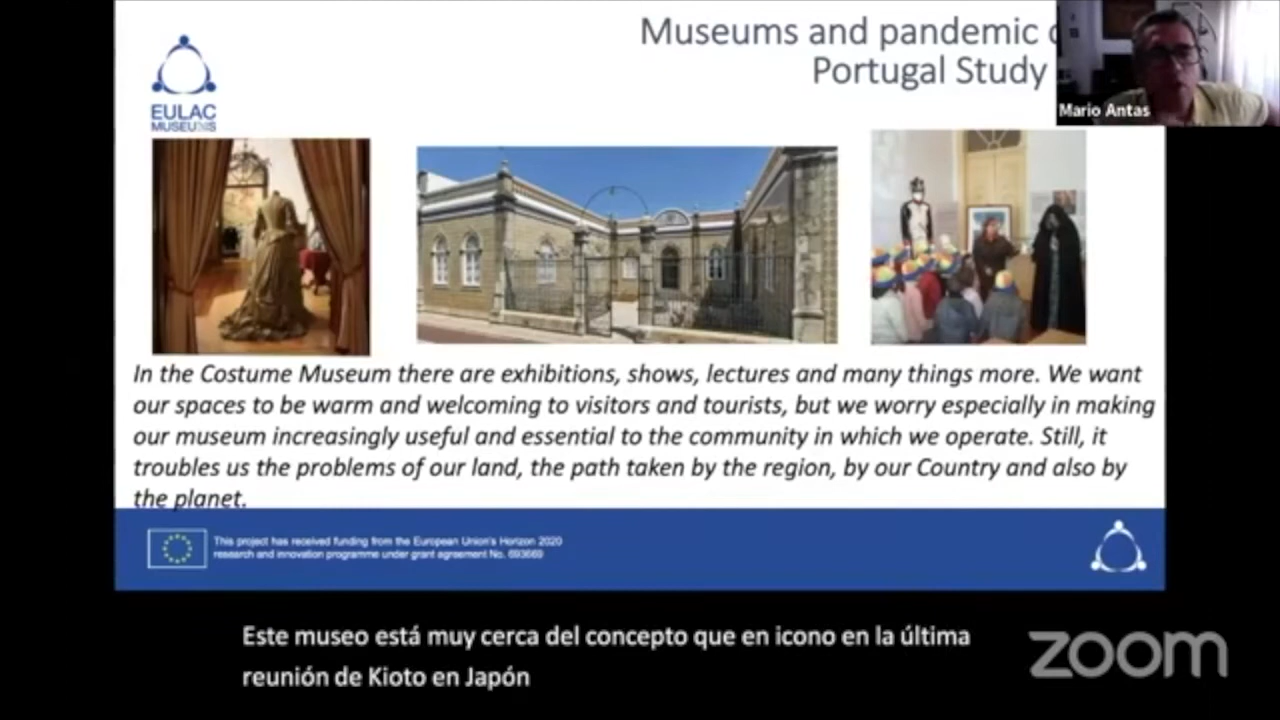 Museums and pandemic
Portugal Study
Mario Antas
EULAC
MUSEUMS
In the Costume Museum there are exhibitions, shows, lectures and many things more. We want
our spaces to be warm and welcoming to visitors and tourists, but we worry especially in making
our museum increasingly useful and essential to the community in which we operate. Still, it
troubles us the problems of our land, the path taken by the region, by our Country and also by
the planet.
This project has received funding from the European Union's Horizon 2020
research and innovation programme under grant agreement No. 693669
Este museo está muy cerca del concepto que en icono en la última
reunión de Kioto en Japón
zoom